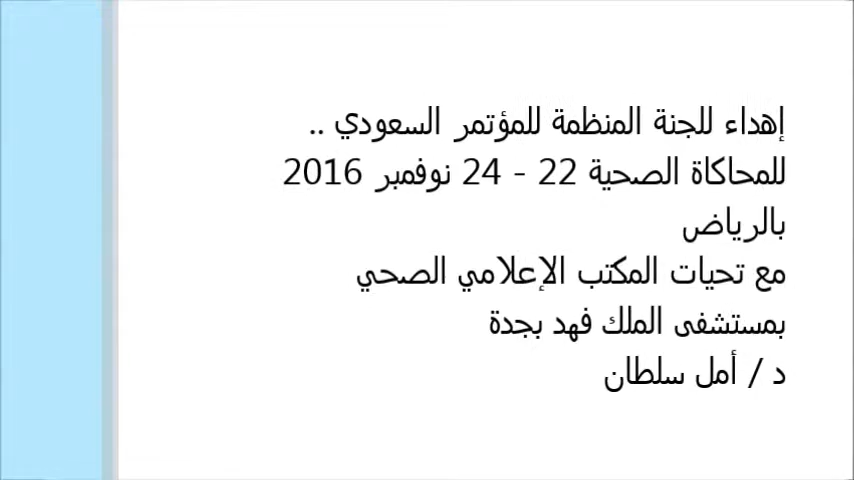 إهداء للجنة المنظمة للمؤتمر السعودي ..
للمحاكاة الصحية 22 - 24 نوفمبر 2016
بالرياض
مع تحيات المكتب الإعلامي الصحي
بمستشفى الملك فهد بجدة
د / أمل سلطان